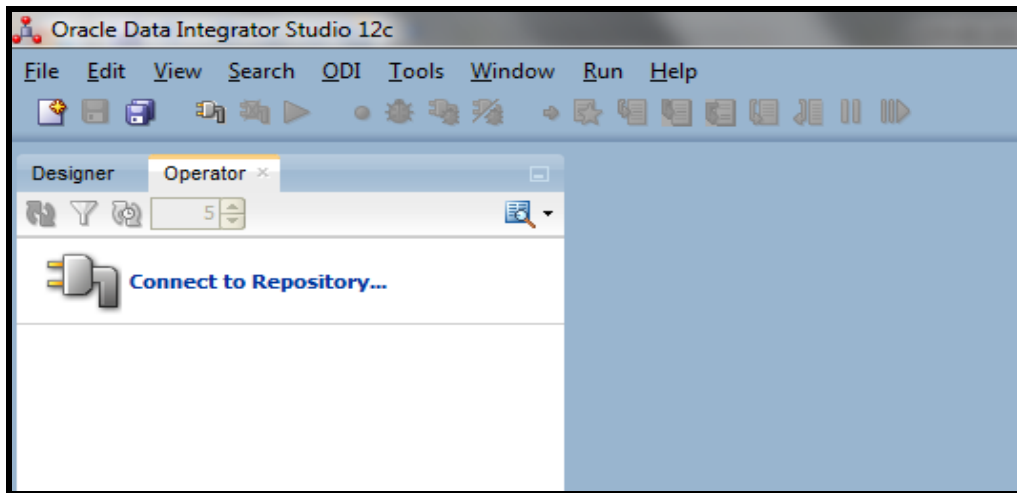 Oracle Data Integrator Studio 12c
File Edit View Search ODI Tools Window Run Help
Designer Operator
5
Connect to Repository...